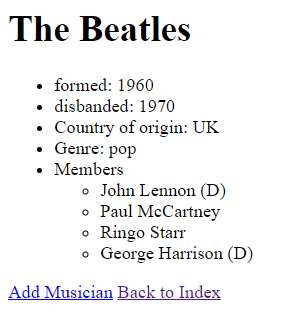 The Beatles
formed: 1960
disbanded: 1970
Country of origin: UK
Genre: pop
Members
John Lennon (D)
Paul McCartney
Ringo Starr
George Harrison (D)
Add Musician Back to Index